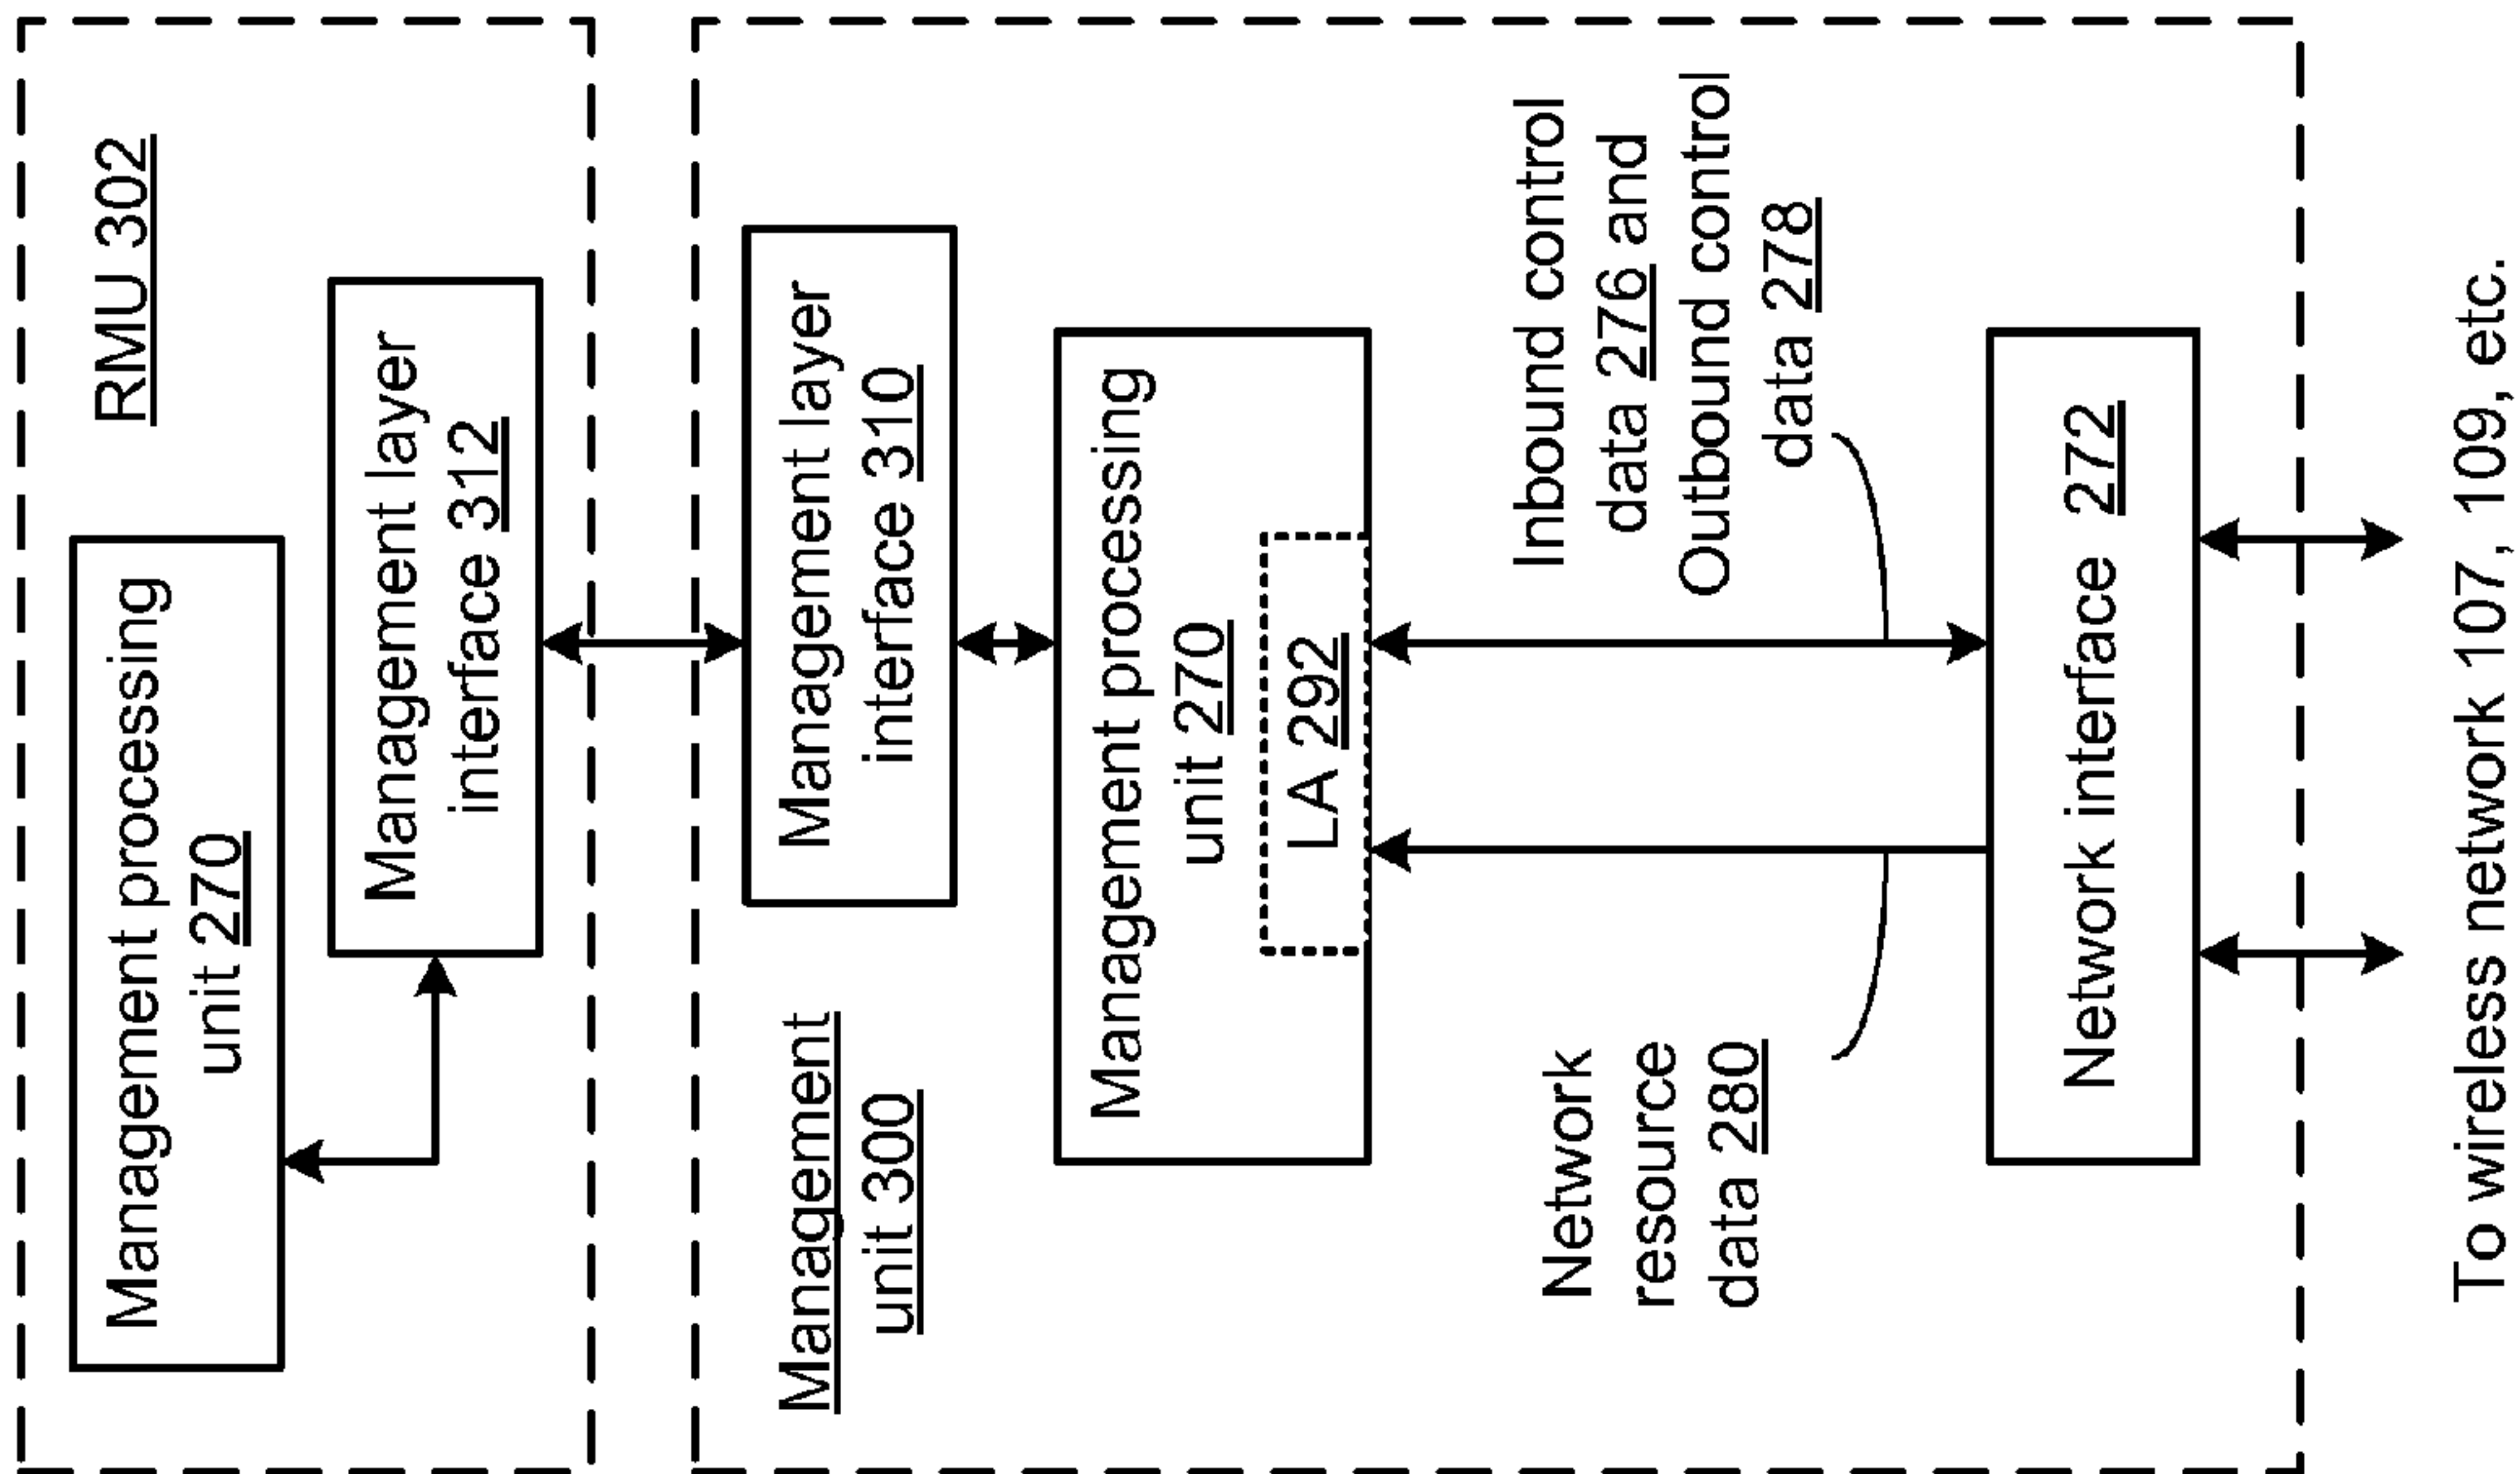 RMU 302
Management processing
unit 270
Management layer
interface 312
Management
unit 300
Management layer
interface 310
Management processing
unit 270
LA 292
Network
resource
data 280
Inbound control
data 276 and
Outbound control
data 278
Network interface 272
To wireless network 107, 109, etc.